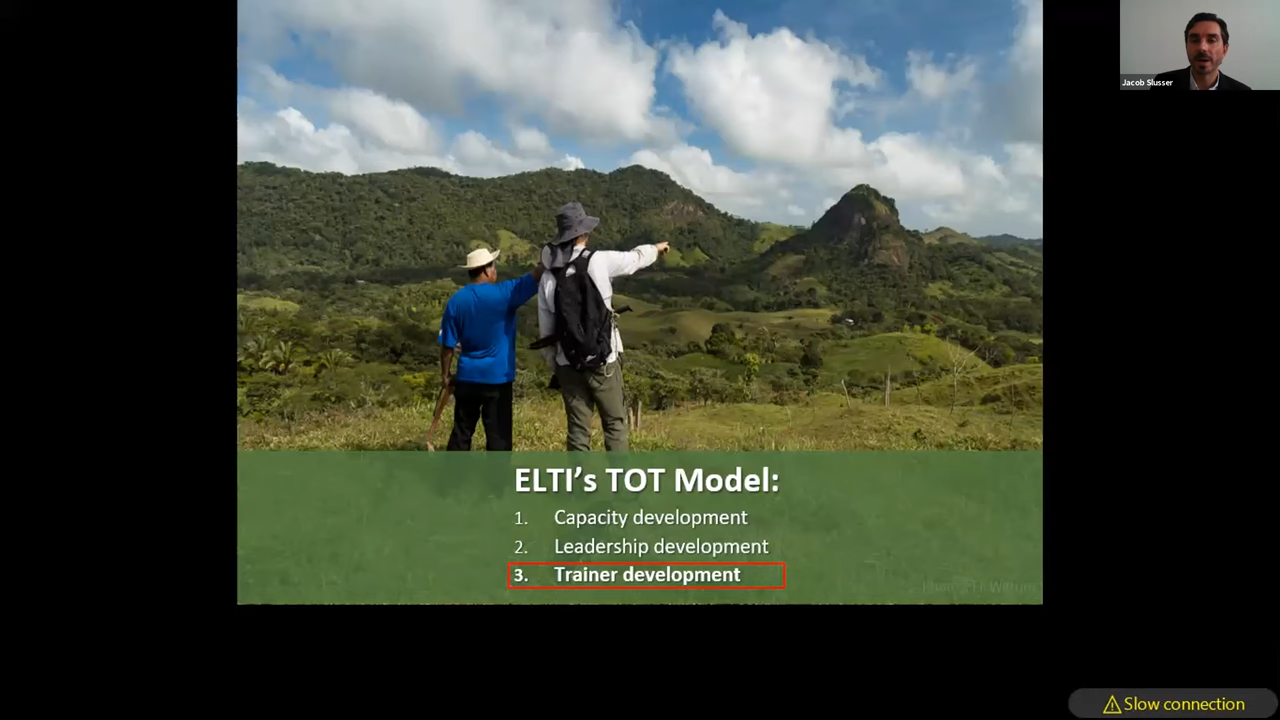 Jacob Slusser
ELTI's TOT Model:
1. Capacity development
2. Leadership development
3. Trainer development
Slow connection